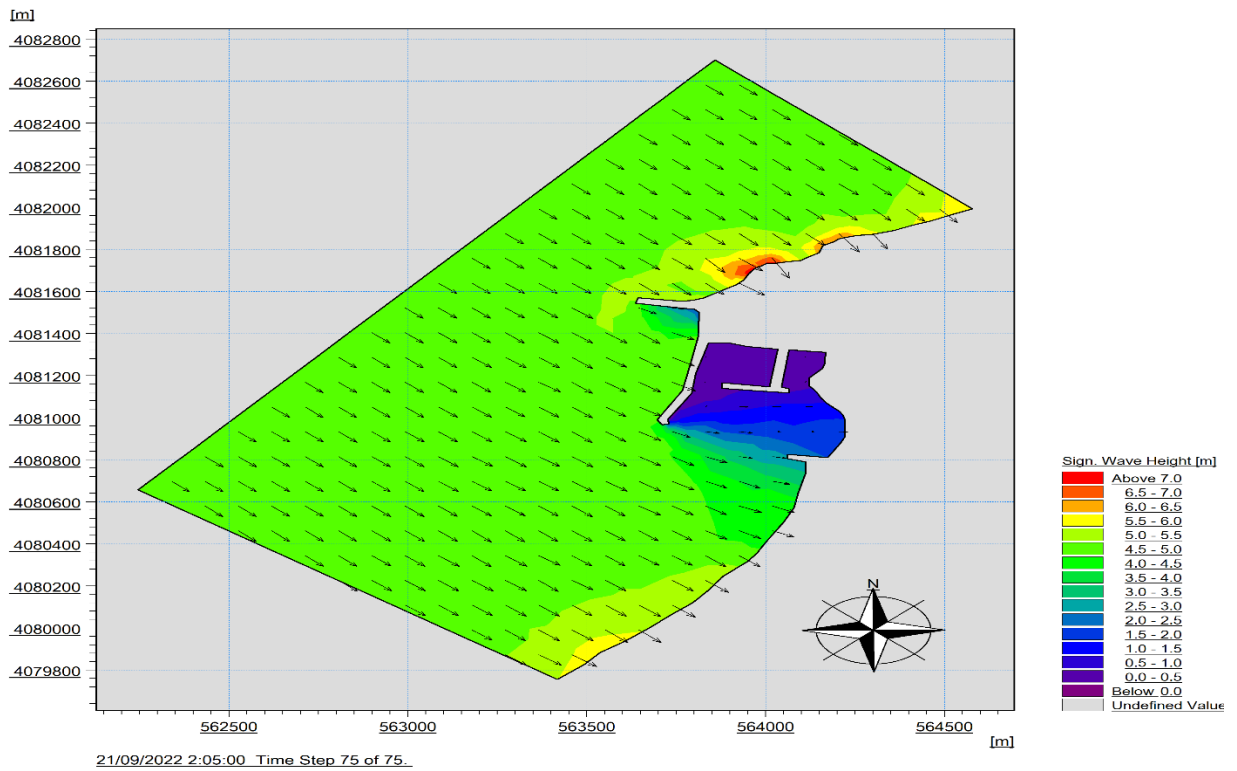 [m]
4082800
4082600
4082400
4082200
4082000
4081800
4081600
4081400
4081200
4081000
4080800
4080600
4080400
4080200
4080000
4079800
562500 563000 563500 564000 564500
[m]
21/09/2022 2:05:00 Time Step 75 of 75.
N
Sign. Wave Height [m]
Above 7.0
6.5 - 7.0
6.0 - 6.5
5.5 - 6.0
5.0 - 5.5
4.5 - 5.0
4.0 - 4.5
3.5 - 4.0
3.0 - 3.5
2.5 - 3.0
2.0 - 2.5
1.5 - 2.0
1.0 - 1.5
0.5 - 1.0
0.0 - 0.5
Below 0.0
Undefined Value